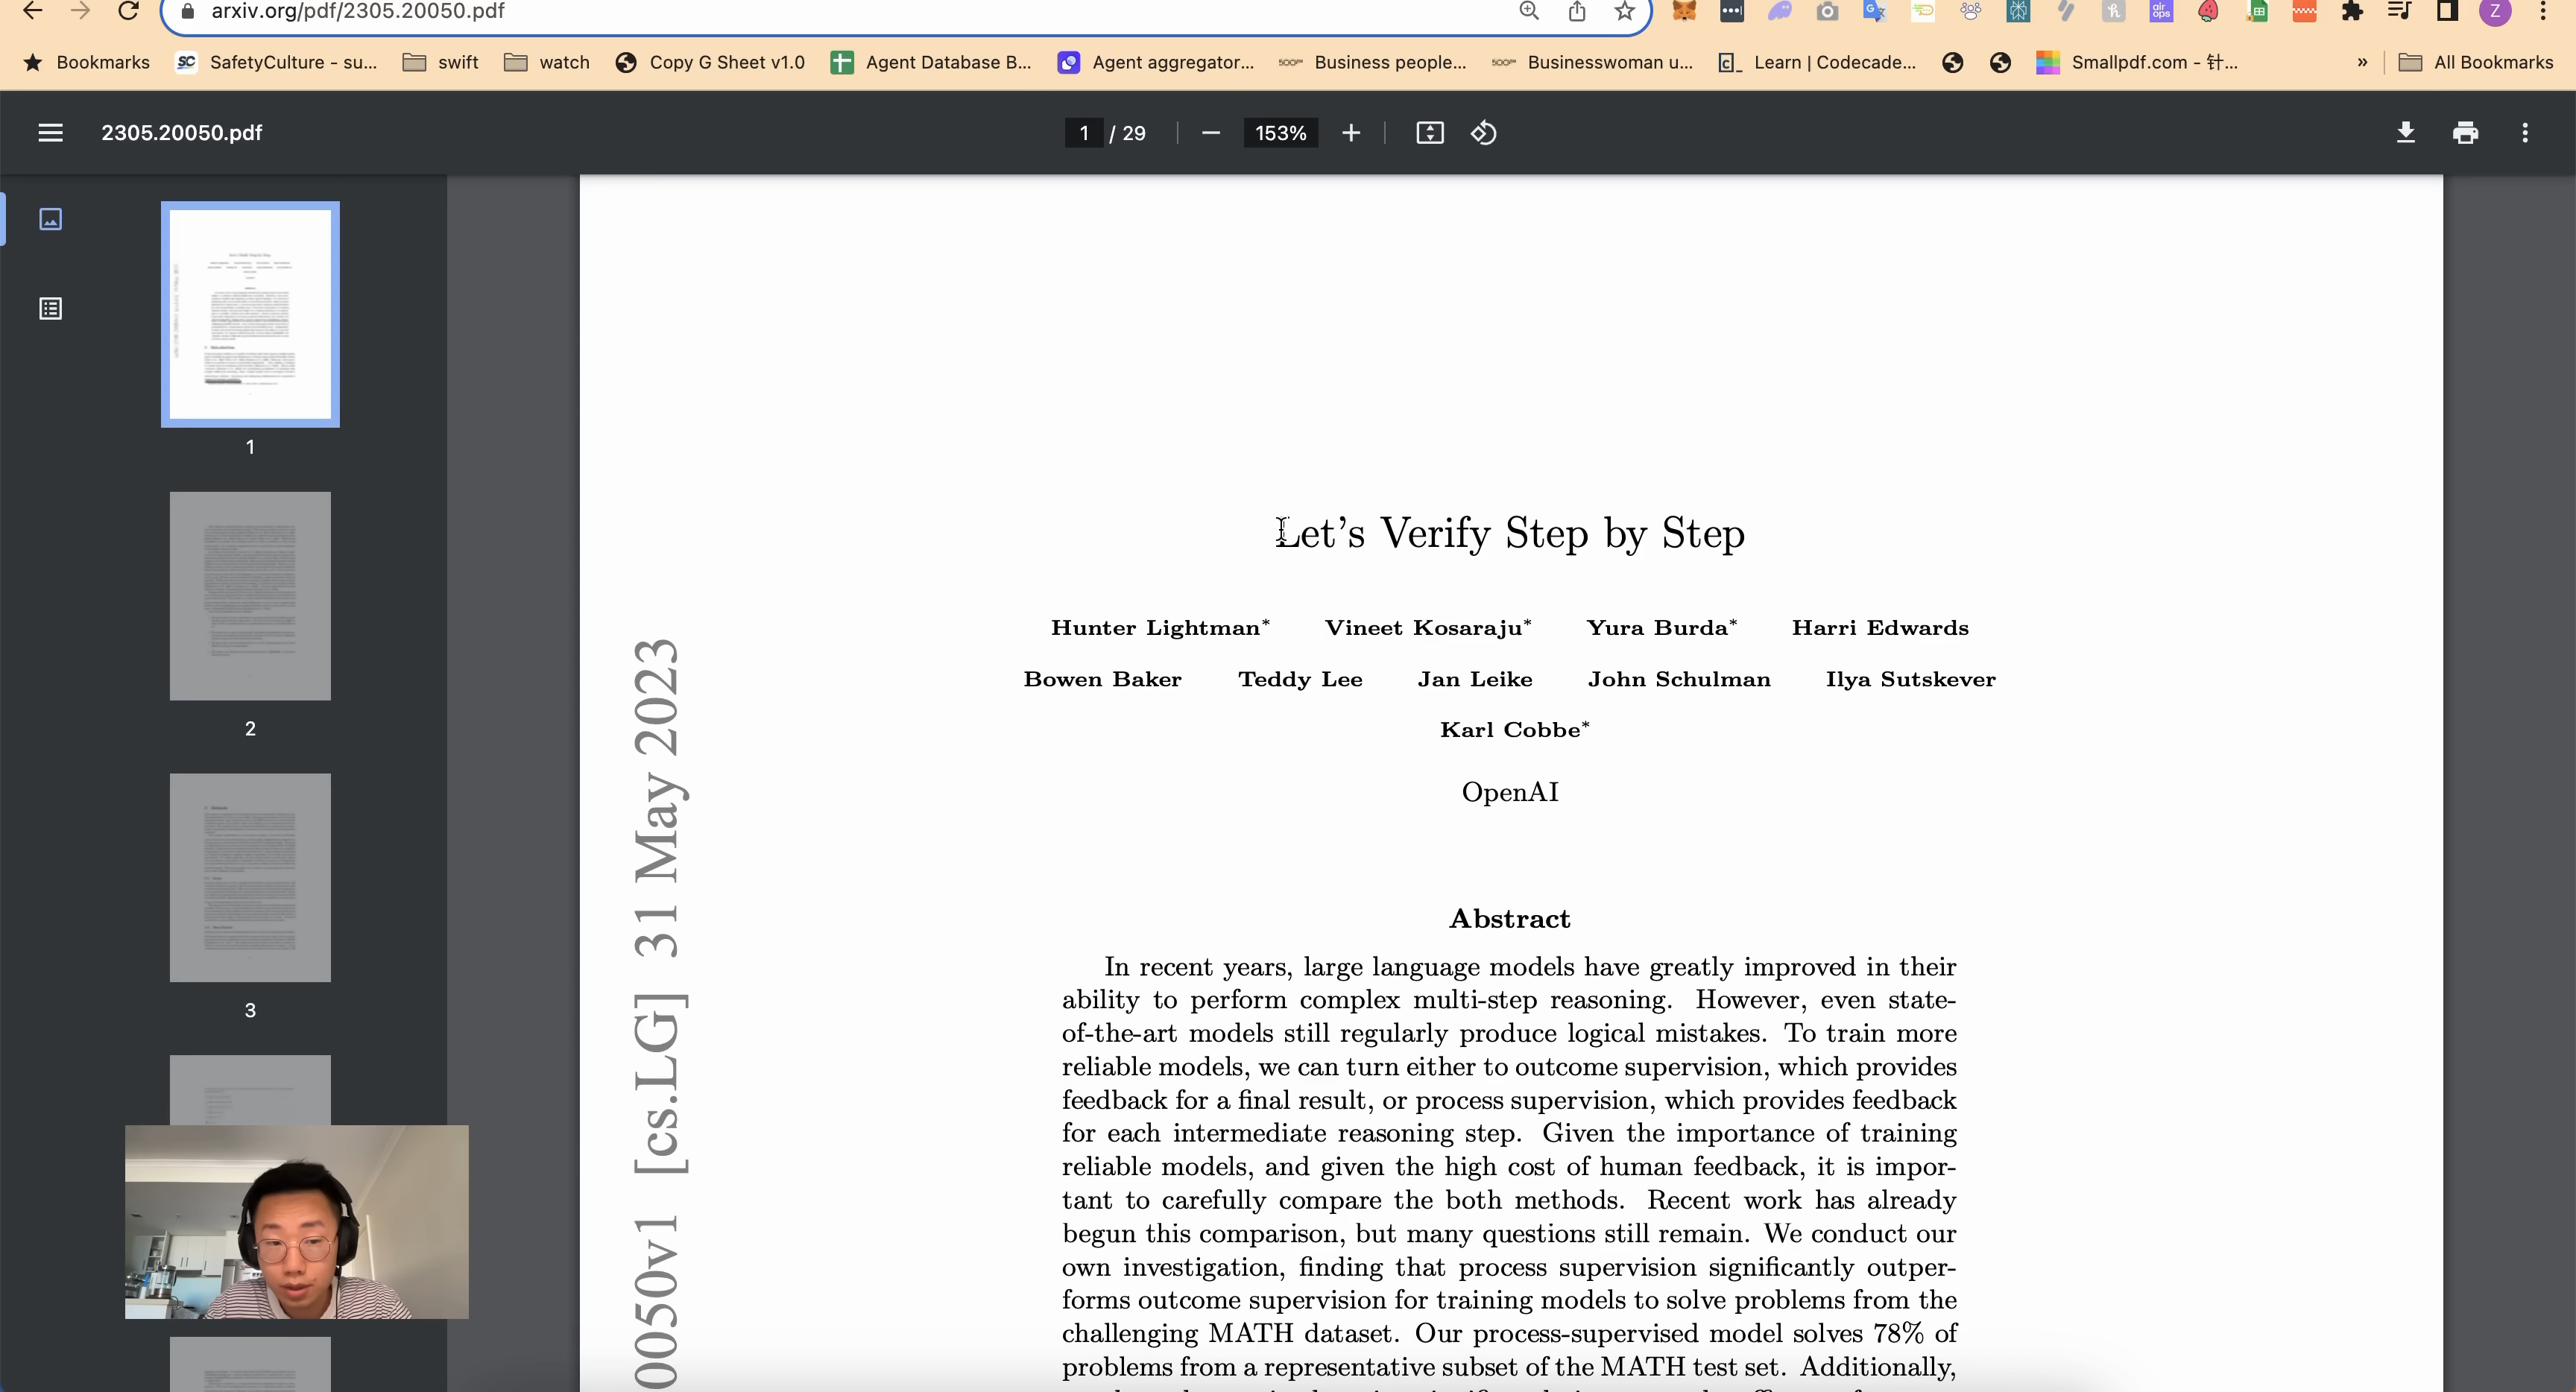 arxiv.org/pdf/2305.20050.pdf
Bookmarks SafetyCulture - su... swift watch Copy G Sheet v1.0 Agent Database B... Agent aggregator... Business people... Businesswoman u... Learn | Codecade... Smallpdf.com - 针... » All Bookmarks
2305.20050.pdf 1 / 29 153%
1
2
3
Let's Verify Step by Step
Hunter Lightman* Vineet Kosaraju* Yura Burda* Harri Edwards
Bowen Baker Teddy Lee Jan Leike John Schulman Ilya Sutskever
Karl Cobbe*
OpenAI
Abstract
In recent years, large language models have greatly improved in their
ability to perform complex multi-step reasoning. However, even state-
of-the-art models still regularly produce logical mistakes. To train more
reliable models, we can turn either to outcome supervision, which provides
feedback for a final result, or process supervision, which provides feedback
for each intermediate reasoning step. Given the importance of training
reliable models, and given the high cost of human feedback, it is impor-
tant to carefully compare the both methods. Recent work has already
begun this comparison, but many questions still remain. We conduct our
own investigation, finding that process supervision significantly outper-
forms outcome supervision for training models to solve problems from the
challenging MATH dataset. Our process-supervised model solves 78% of
problems from a representative subset of the MATH test set. Additionally,
0050v1 [cs.LG] 31 May 2023